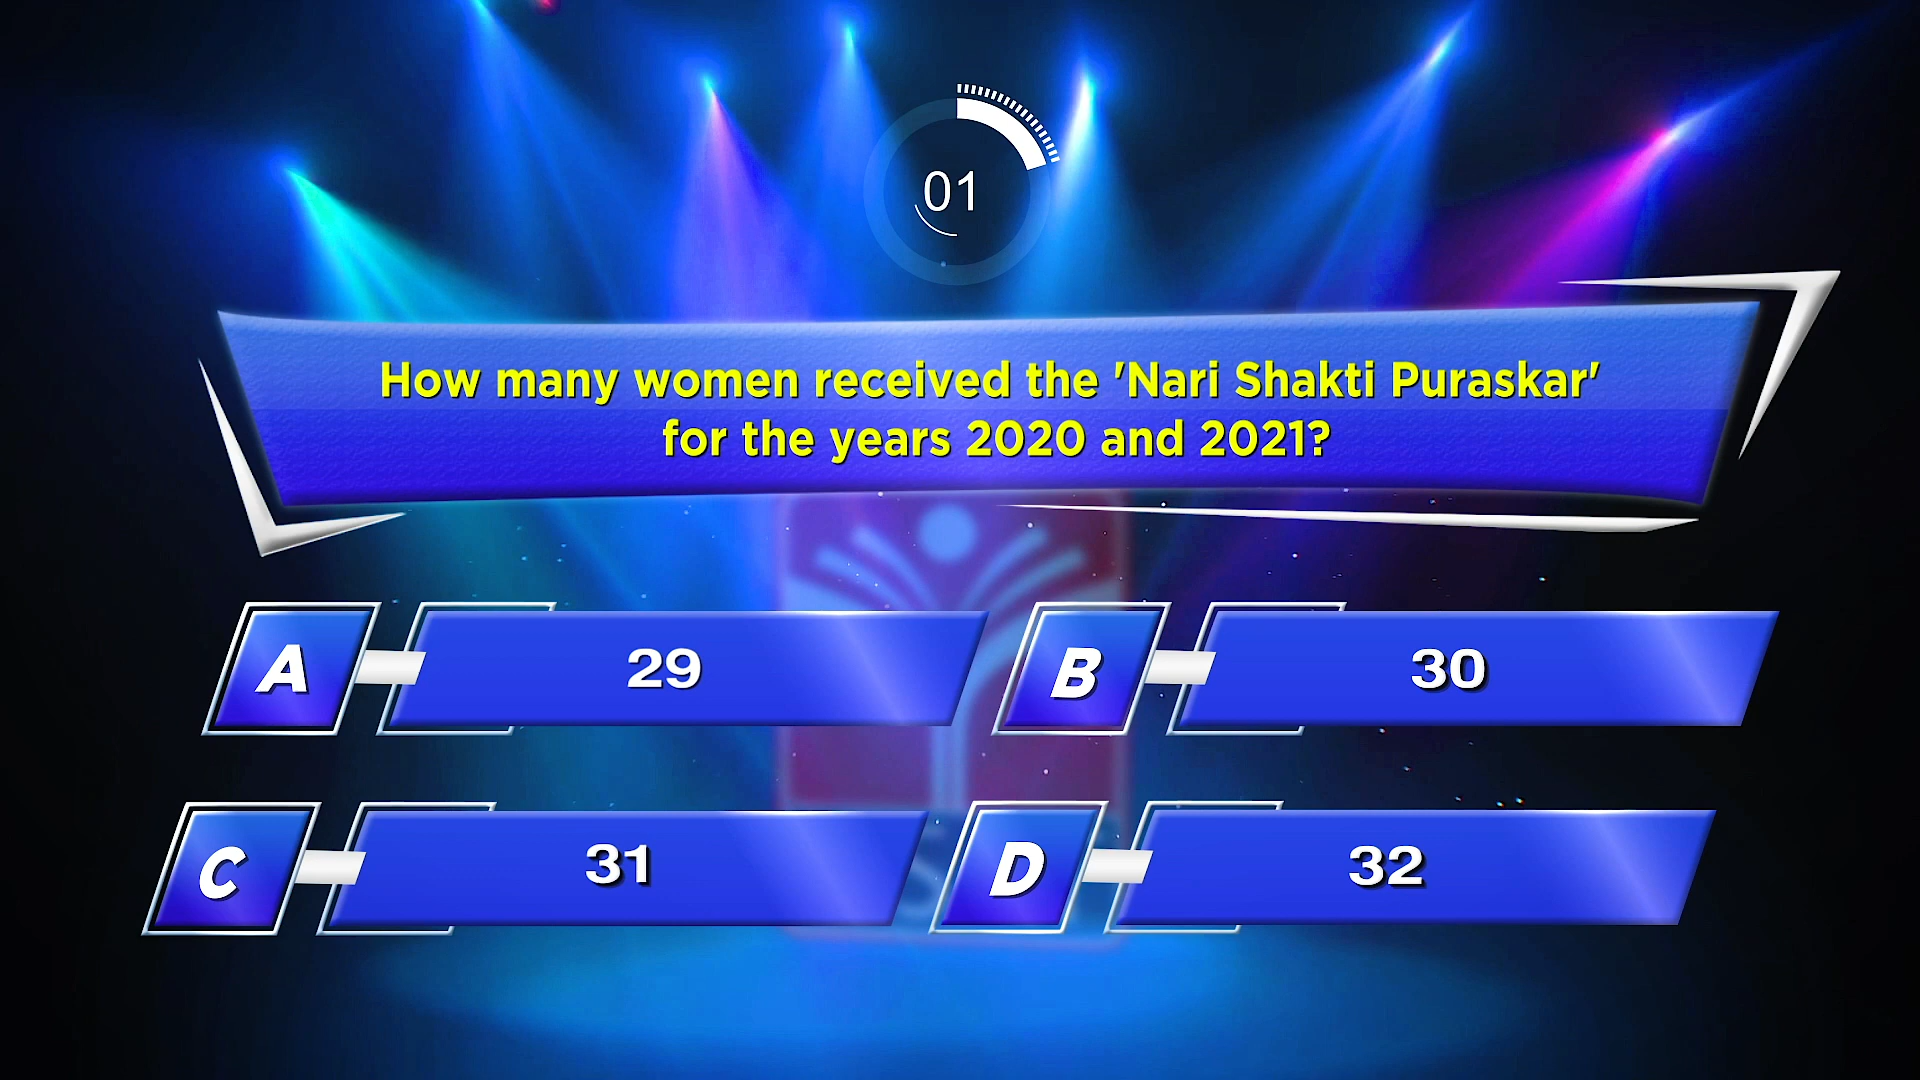 01
How many women received the 'Nari Shakti Puraskar'
for the years 2020 and 2021?
A 29
B 30
C 31
D 32